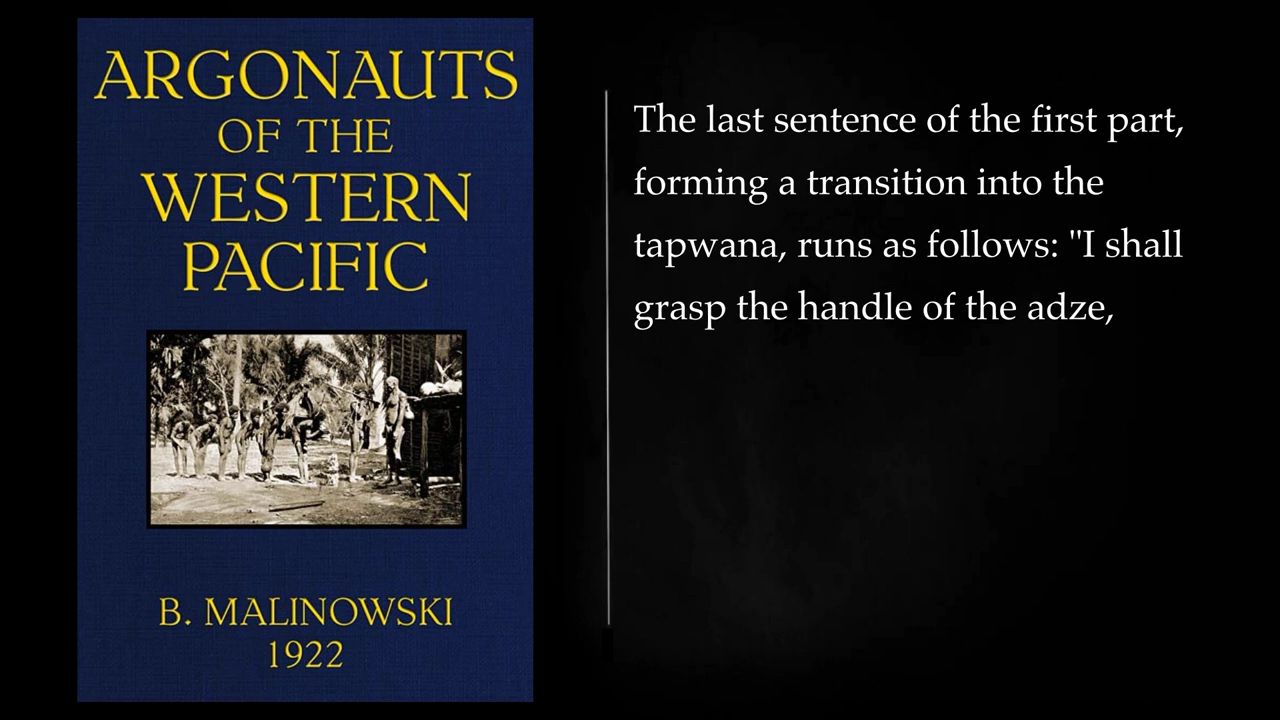 ARGONAUTS
OF THE
WESTERN
PACIFIC
B. MALINOWSKI
1922
The last sentence of the first part,
forming a transition into the
tapwana, runs as follows: "I shall
grasp the handle of the adze,